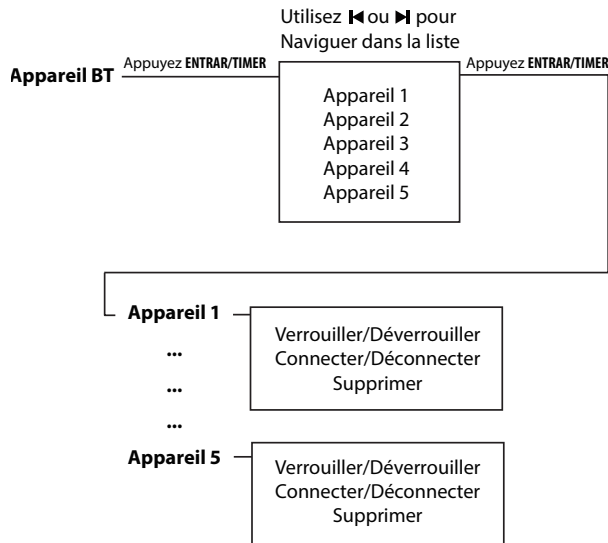 Utilisez ⏮ ou ⏭ pour
Naviguer dans la liste
Appareil BT
Appuyez ENTRAR/TIMER
Appuyez ENTRAR/TIMER
Appareil 1
Appareil 2
Appareil 3
Appareil 4
Appareil 5
Appareil 1
Verrouiller/Déverrouiller
Connecter/Déconnecter
Supprimer
...
...
...
Appareil 5
Verrouiller/Déverrouiller
Connecter/Déconnecter
Supprimer